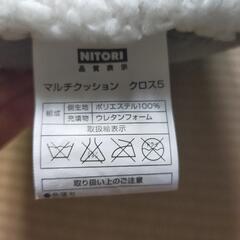 NITORI
品質表示
マルチクッション クロス5
組成 側生地 ポリエステル100%
充填物 ウレタンフォーム
取扱絵表示
取り扱い上のご注意